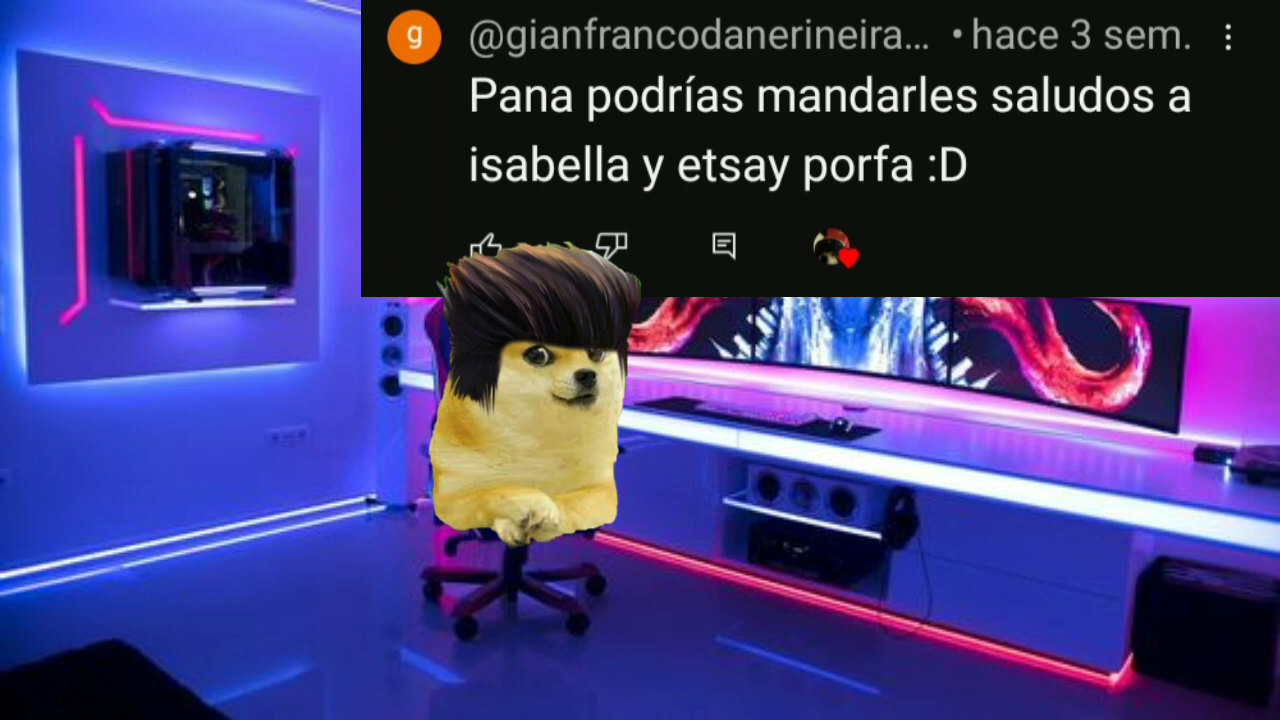 g @gianfrancodanerineira... • hace 3 sem.
Pana podrías mandarles saludos a
isabella y etsay porfa :D